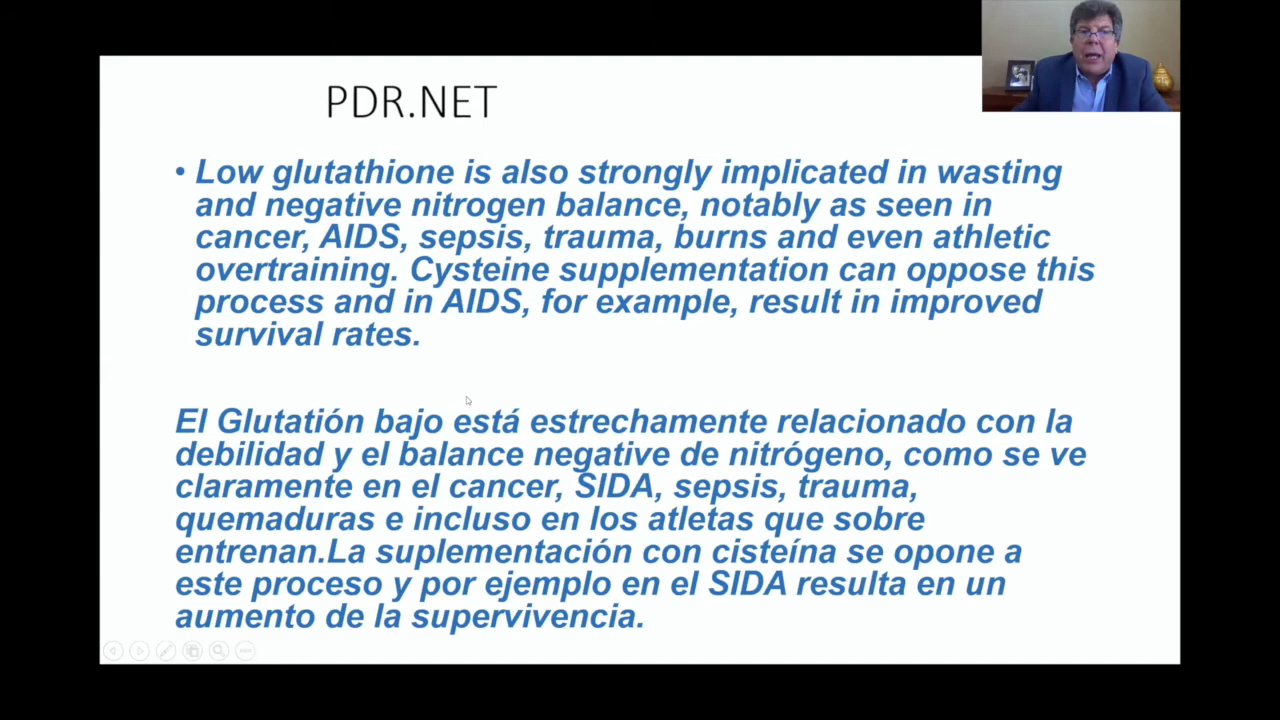 PDR.NET
• Low glutathione is also strongly implicated in wasting
and negative nitrogen balance, notably as seen in
cancer, AIDS, sepsis, trauma, burns and even athletic
overtraining. Cysteine supplementation can oppose this
process and in AIDS, for example, result in improved
survival rates.
El Glutatión bajo está estrechamente relacionado con la
debilidad y el balance negative de nitrógeno, como se ve
claramente en el cancer, SIDA, sepsis, trauma,
quemaduras e incluso en los atletas que sobre
entrenan.La suplementación con cisteína se opone a
este proceso y por ejemplo en el SIDA resulta en un
aumento de la supervivencia.